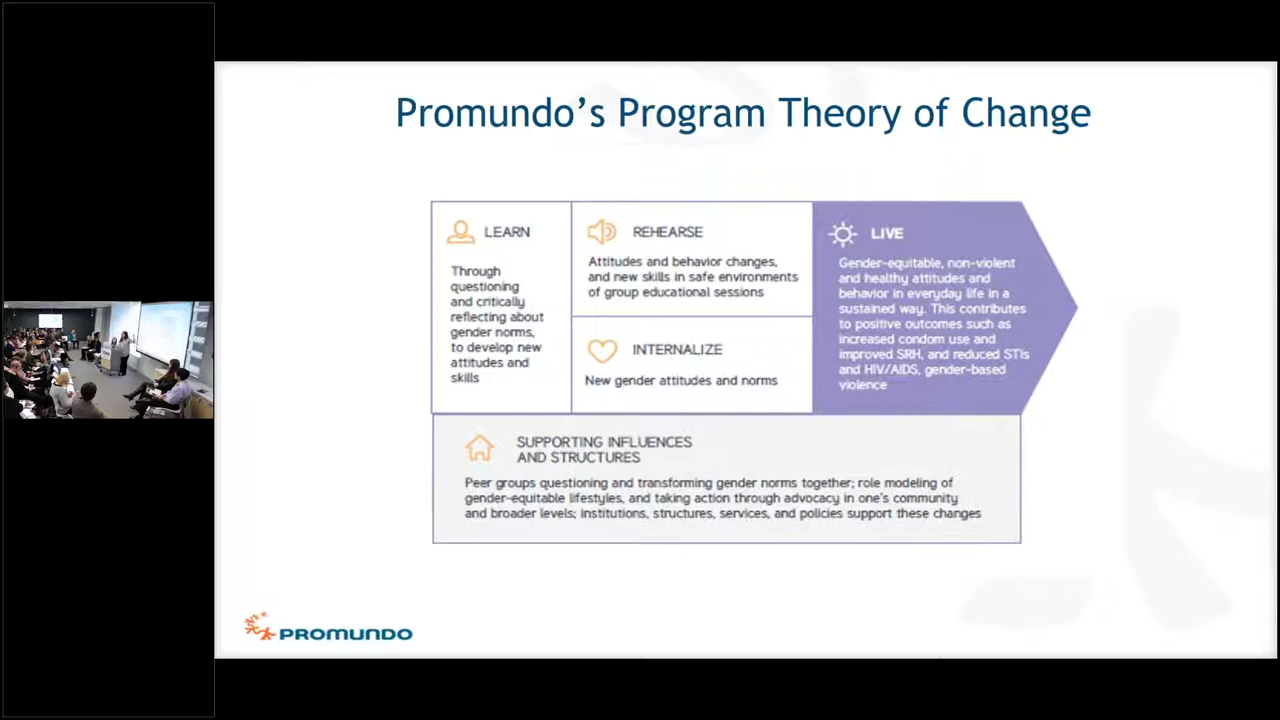 Promundo’s Program Theory of Change
LEARN
Through
questioning
and critically
reflecting about
gender norms,
to develop new
attitudes and
skills
REHEARSE
Attitudes and behavior changes,
and new skills in safe environments
of group educational sessions
INTERNALIZE
New gender attitudes and norms
LIVE
Gender-equitable, non-violent
and healthy attitudes and
behavior in everyday life in a
sustained way. This contributes
to positive outcomes such as
increased condom use and
improved SRH, and reduced STIs
and HIV/AIDS, gender-based
violence
SUPPORTING INFLUENCES
AND STRUCTURES
Peer groups questioning and transforming gender norms together; role modeling of
gender-equitable lifestyles, and taking action through advocacy in one's community
and broader levels; institutions, structures, services, and policies support these changes
PROMUNDO